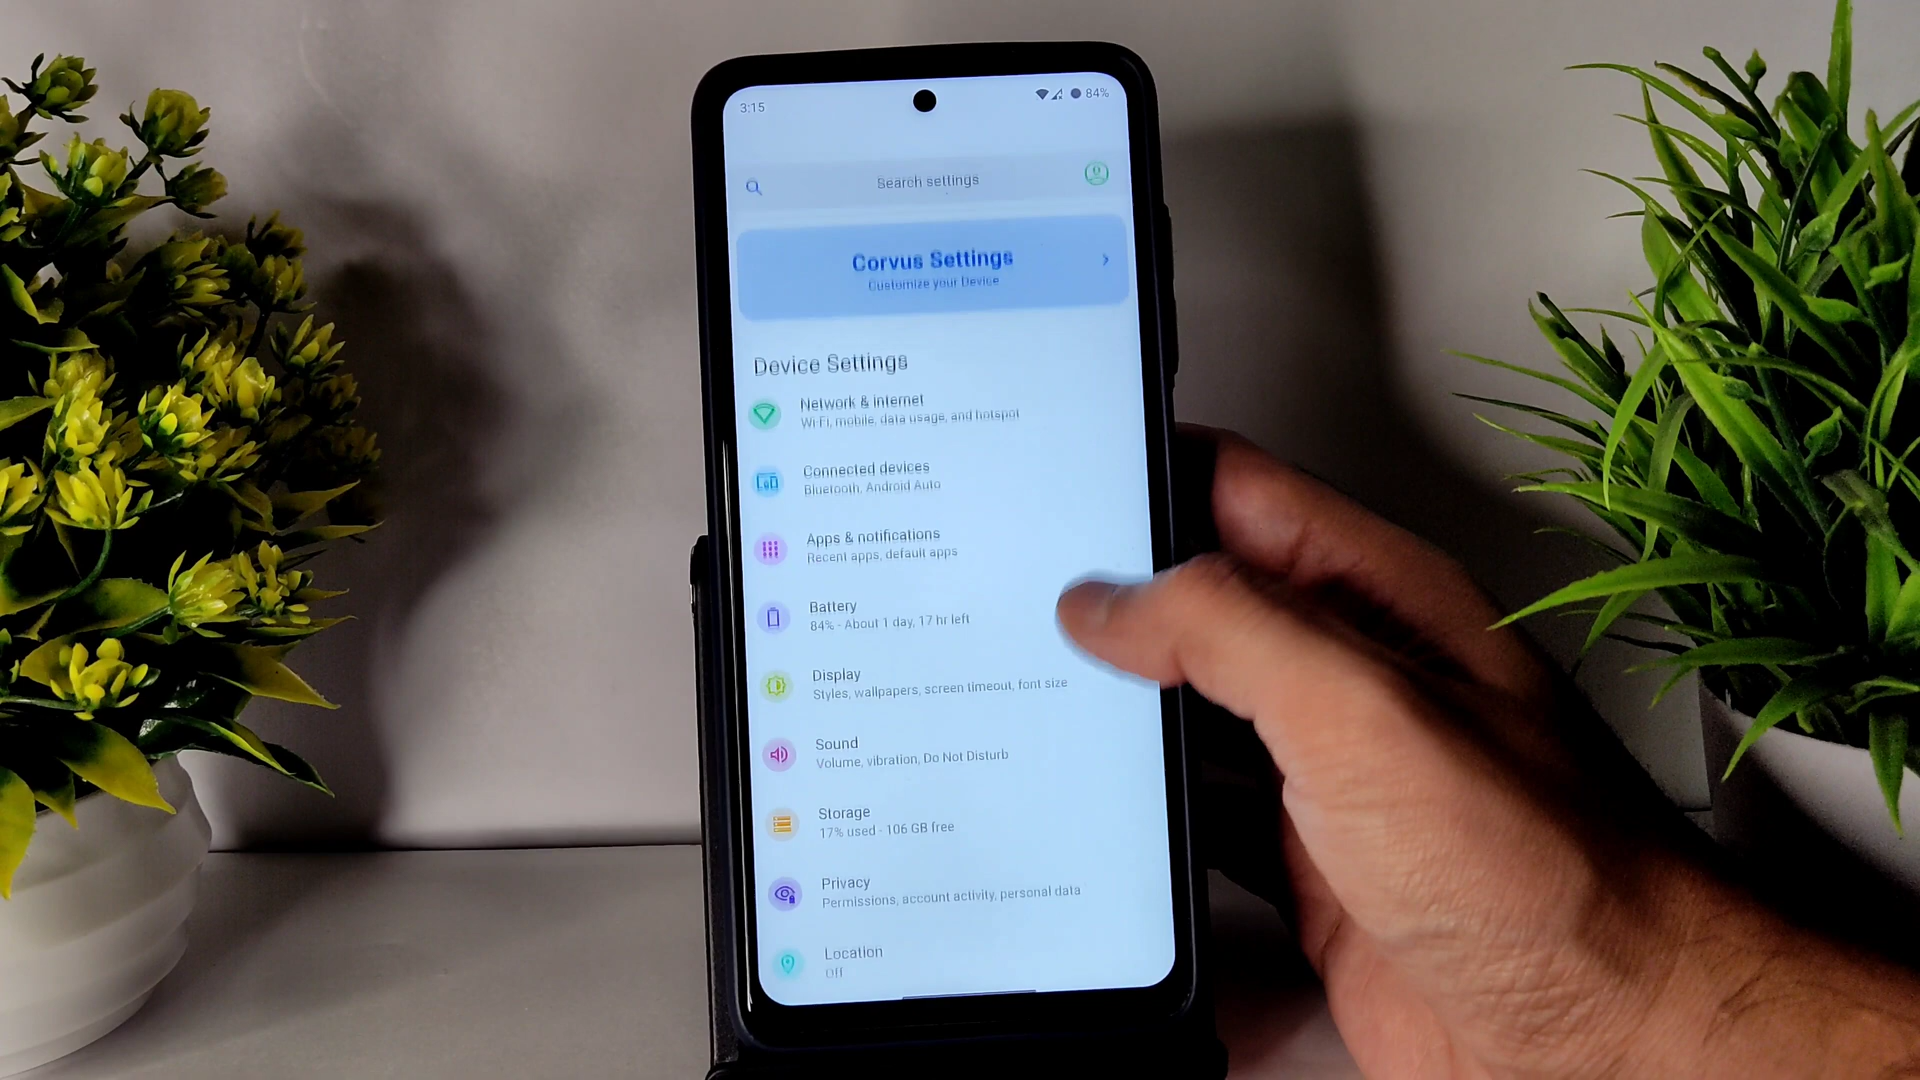 3:15
84%
Search settings
Corvus Settings
Customize your Device
Device Settings
Network & internet
Wi-Fi, mobile, data usage, and hotspot
Connected devices
Bluetooth, Android Auto
Apps & notifications
Recent apps, default apps
Battery
84% - About 1 day, 17 hr left
Display
Styles, wallpapers, screen timeout, font size
Sound
Volume, vibration, Do Not Disturb
Storage
17% used - 106 GB free
Privacy
Permissions, account activity, personal data
Location
Off